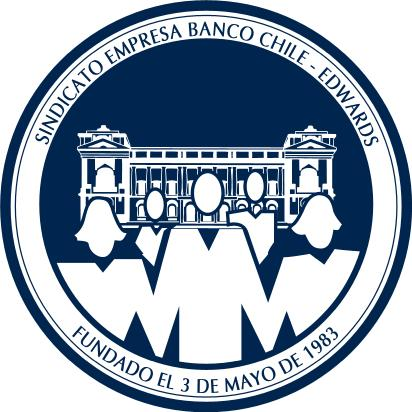 SINDICATO EMPRESA BANCO CHILE - EDWARDS
FUNDADO EL 3 DE MAYO DE 1983